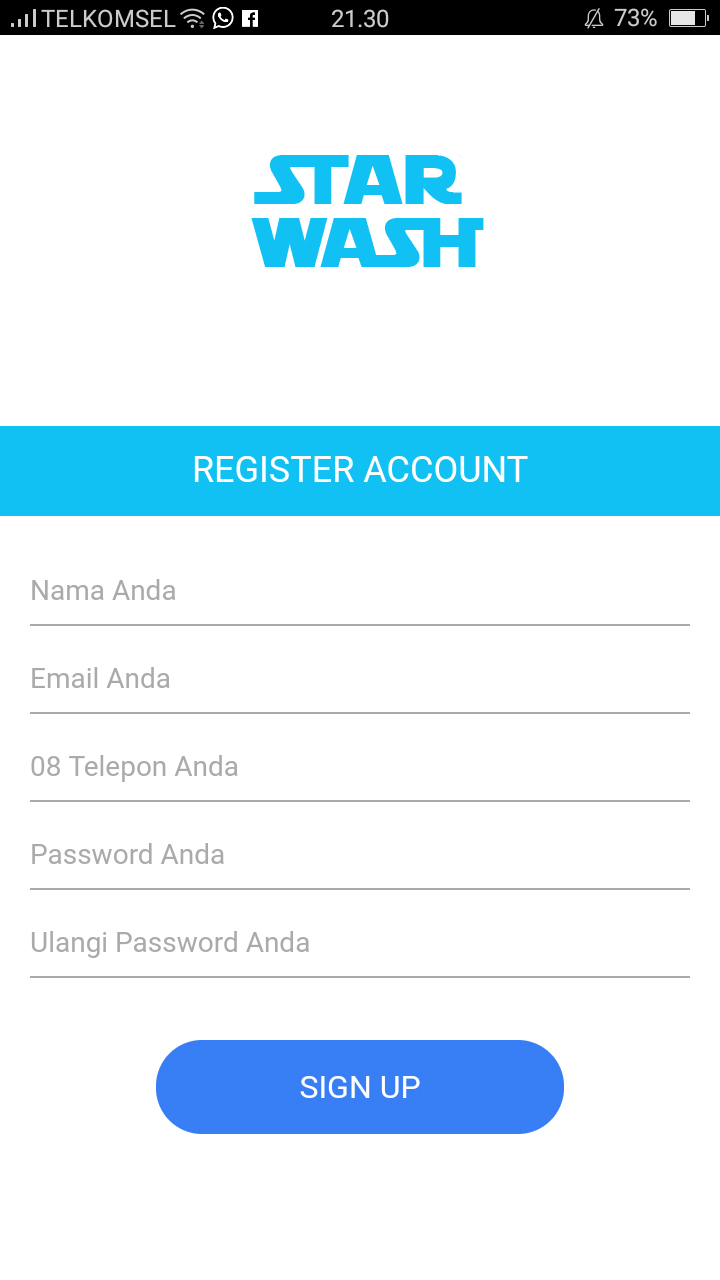 TELKOMSEL 21.30 73%
STAR
WASH
REGISTER ACCOUNT
Nama Anda
Email Anda
08 Telepon Anda
Password Anda
Ulangi Password Anda
SIGN UP